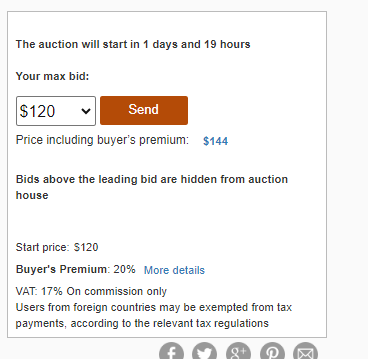 The auction will start in 1 days and 19 hours
Your max bid:
$120
Send
Price including buyer's premium: $144
Bids above the leading bid are hidden from auction
house
Start price: $120
Buyer's Premium: 20% More details
VAT: 17% On commission only
Users from foreign countries may be exempted from tax
payments, according to the relevant tax regulations